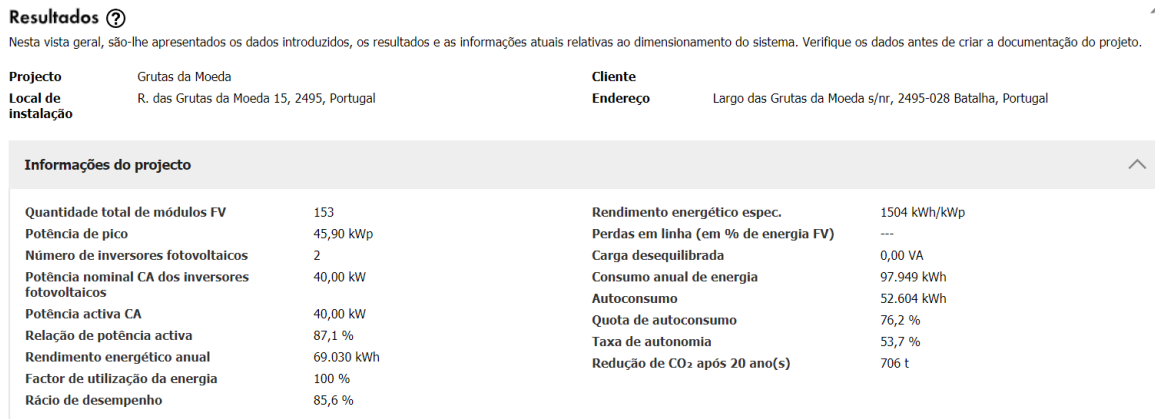 Resultados ?
Nesta vista geral, são-lhe apresentados os dados introduzidos, os resultados e as informações atuais relativas ao dimensionamento do sistema. Verifique os dados antes de criar a documentação do projeto.
Projecto Grutas da Moeda
Local de instalação R. das Grutas da Moeda 15, 2495, Portugal
Cliente
Endereço Largo das Grutas da Moeda s/nr, 2495-028 Batalha, Portugal
Informações do projecto
Quantidade total de módulos FV 153
Potência de pico 45,90 kWp
Número de inversores fotovoltaicos 2
Potência nominal CA dos inversores fotovoltaicos 40,00 kW
Potência activa CA 40,00 kW
Relação de potência activa 87,1 %
Rendimento energético anual 69.030 kWh
Factor de utilização da energia 100 %
Rácio de desempenho 85,6 %
Rendimento energético espec. 1504 kWh/kWp
Perdas em linha (em % de energia FV) ---
Carga desequilibrada 0,00 VA
Consumo anual de energia 97.949 kWh
Autoconsumo 52.604 kWh
Quota de autoconsumo 76,2 %
Taxa de autonomia 53,7 %
Redução de CO₂ após 20 ano(s) 706 t